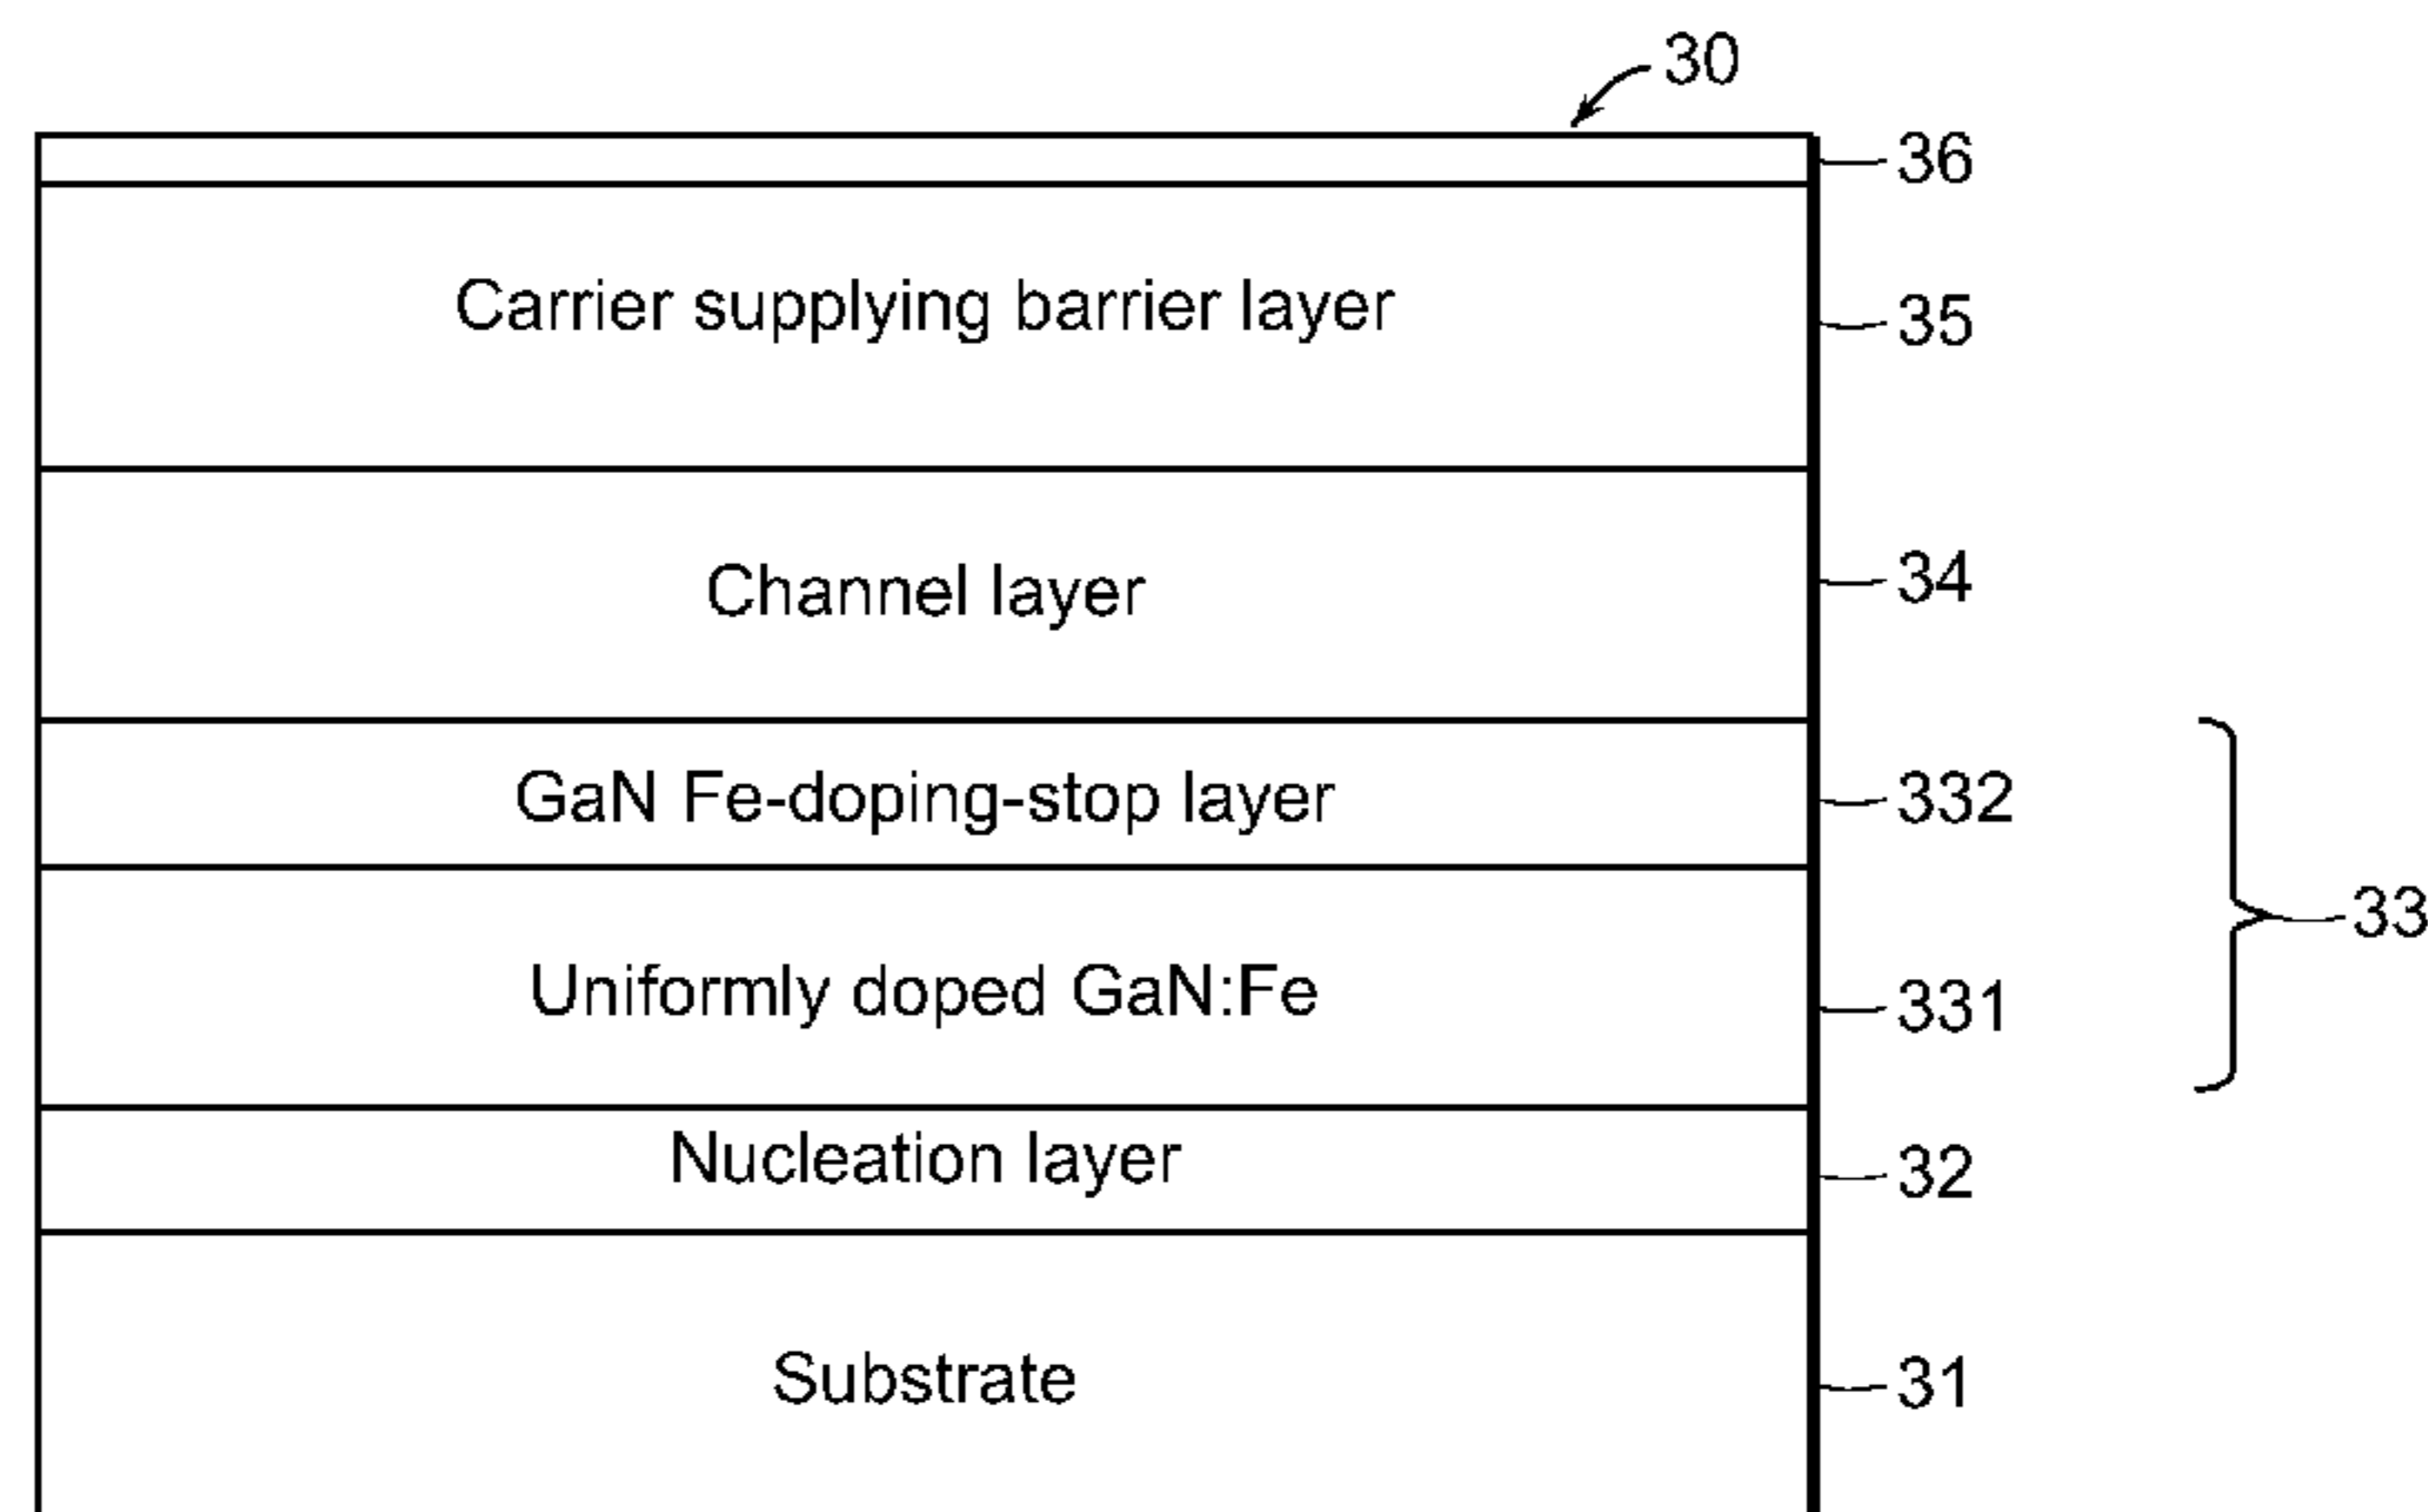 30
36
Carrier supplying barrier layer
35
Channel layer
34
GaN Fe-doping-stop layer
332
33
Uniformly doped GaN:Fe
331
Nucleation layer
32
Substrate
31